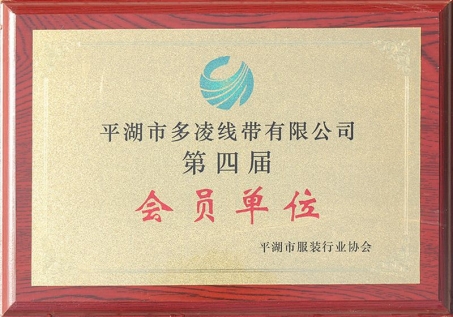 平湖市多凌线带有限公司
第四届
会员单位
平湖市服装行业协会